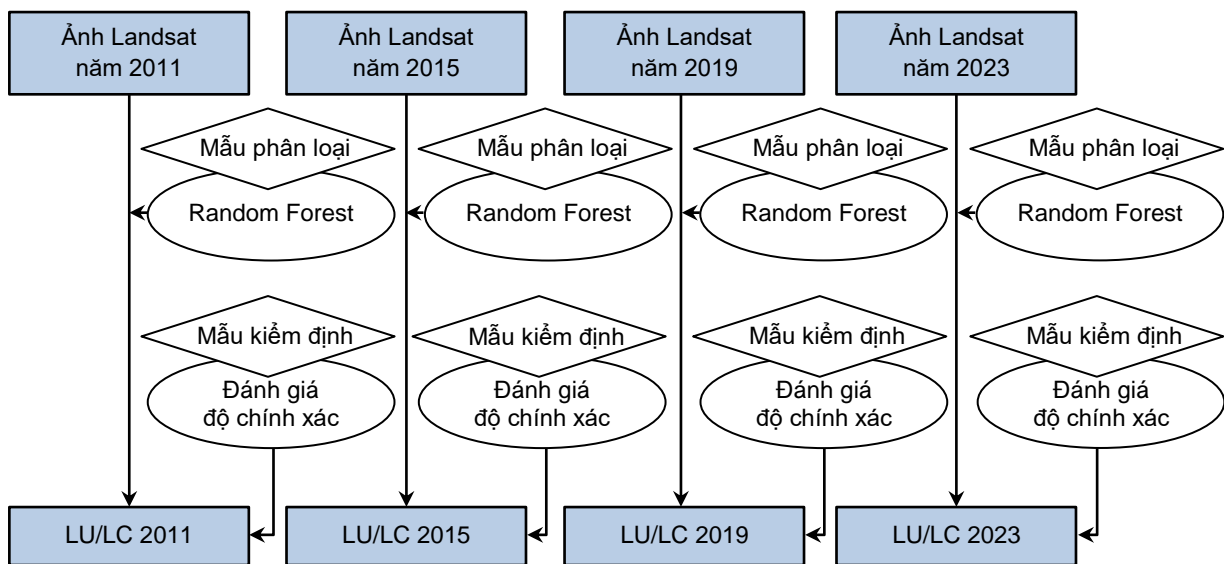 Ảnh Landsat
năm 2011
Ảnh Landsat
năm 2015
Ảnh Landsat
năm 2019
Ảnh Landsat
năm 2023
Mẫu phân loại
Mẫu phân loại
Mẫu phân loại
Mẫu phân loại
Random Forest
Random Forest
Random Forest
Random Forest
Mẫu kiểm định
Mẫu kiểm định
Mẫu kiểm định
Mẫu kiểm định
Đánh giá
độ chính xác
Đánh giá
độ chính xác
Đánh giá
độ chính xác
Đánh giá
độ chính xác
LU/LC 2011
LU/LC 2015
LU/LC 2019
LU/LC 2023